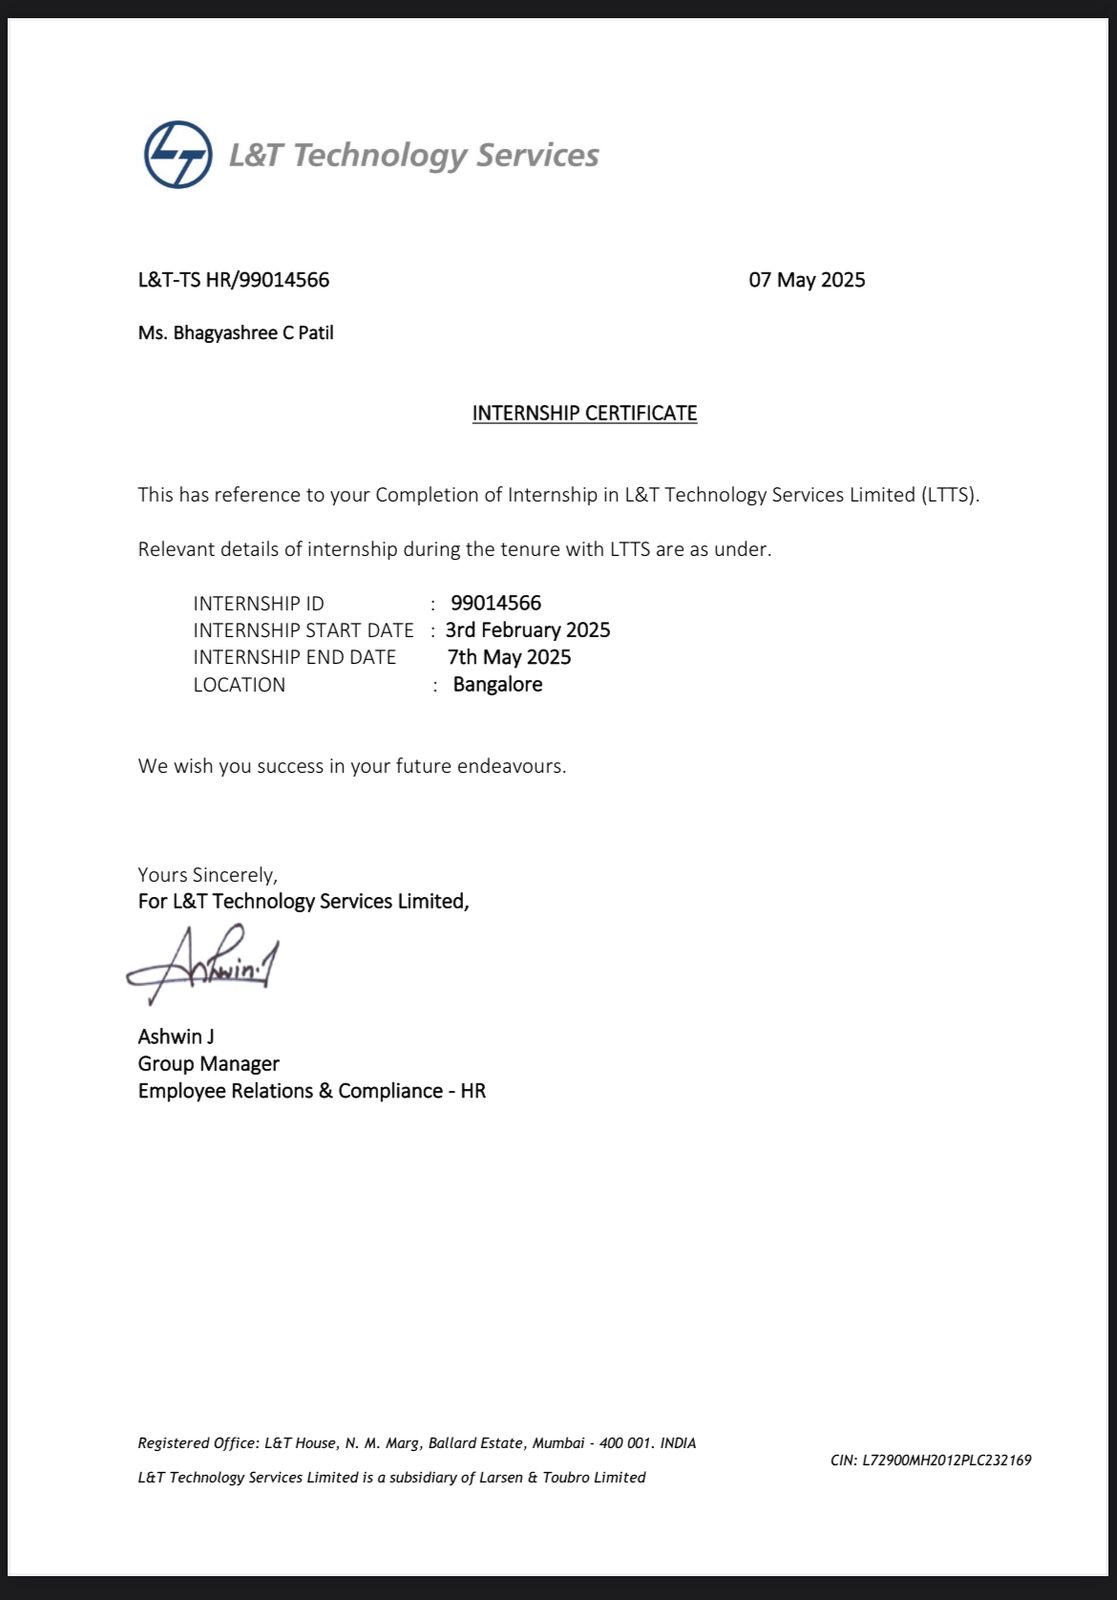 LT L&T Technology Services
L&T-TS HR/99014566 07 May 2025
Ms. Bhagyashree C Patil
INTERNSHIP CERTIFICATE
This has reference to your Completion of Internship in L&T Technology Services Limited (LTTS).
Relevant details of internship during the tenure with LTTS are as under.
INTERNSHIP ID : 99014566
INTERNSHIP START DATE : 3rd February 2025
INTERNSHIP END DATE 7th May 2025
LOCATION : Bangalore
We wish you success in your future endeavours.
Yours Sincerely,
For L&T Technology Services Limited,
Ashwin.J
Ashwin J
Group Manager
Employee Relations & Compliance - HR
Registered Office: L&T House, N. M. Marg, Ballard Estate, Mumbai - 400 001. INDIA
CIN: L72900MH2012PLC232169
L&T Technology Services Limited is a subsidiary of Larsen & Toubro Limited